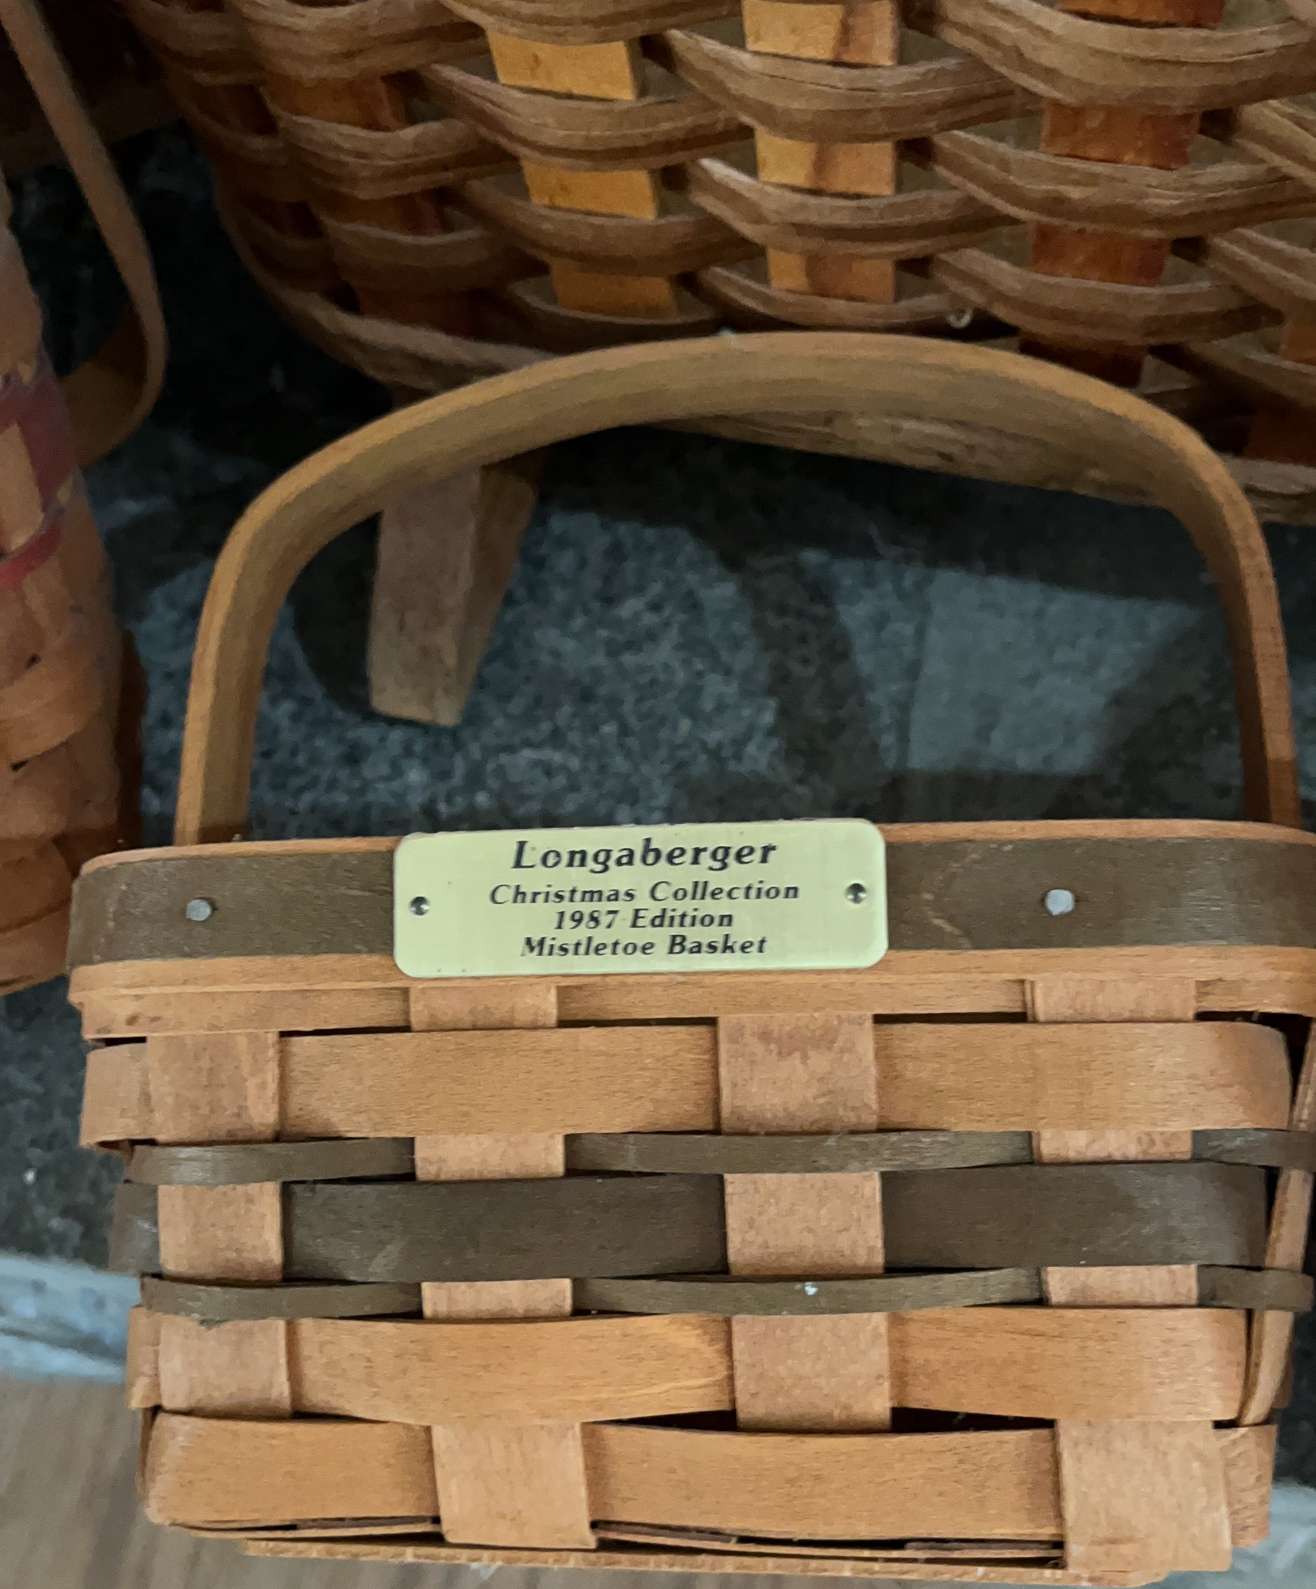 Longaberger
Christmas Collection
1987 Edition
Mistletoe Basket